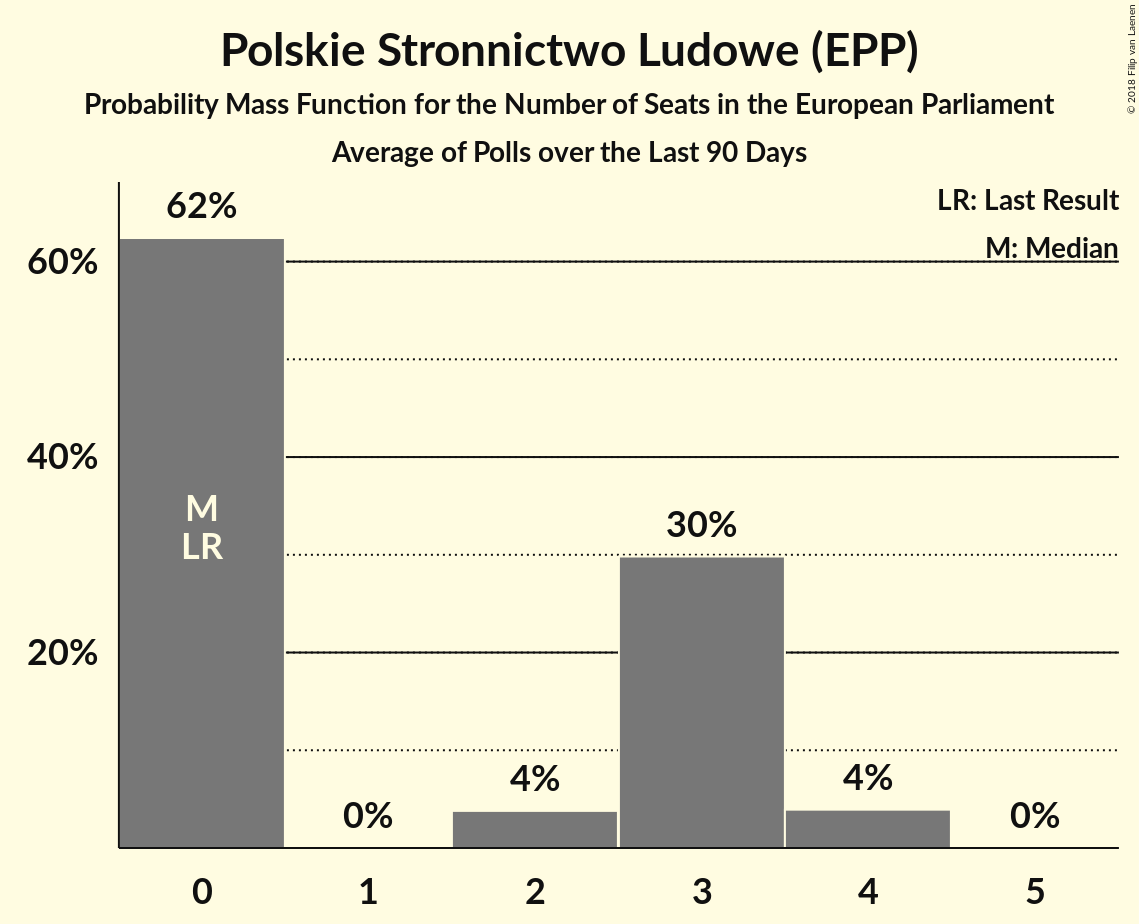 Polskie Stronnictwo Ludowe (EPP)
Probability Mass Function for the Number of Seats in the European Parliament
Average of Polls over the Last 90 Days
© 2018 Filip van Laenen
LR: Last Result
M: Median
62%
60%
40%
M
LR
30%
20%
4%
4%
0%
0%
0 1 2 3 4 5